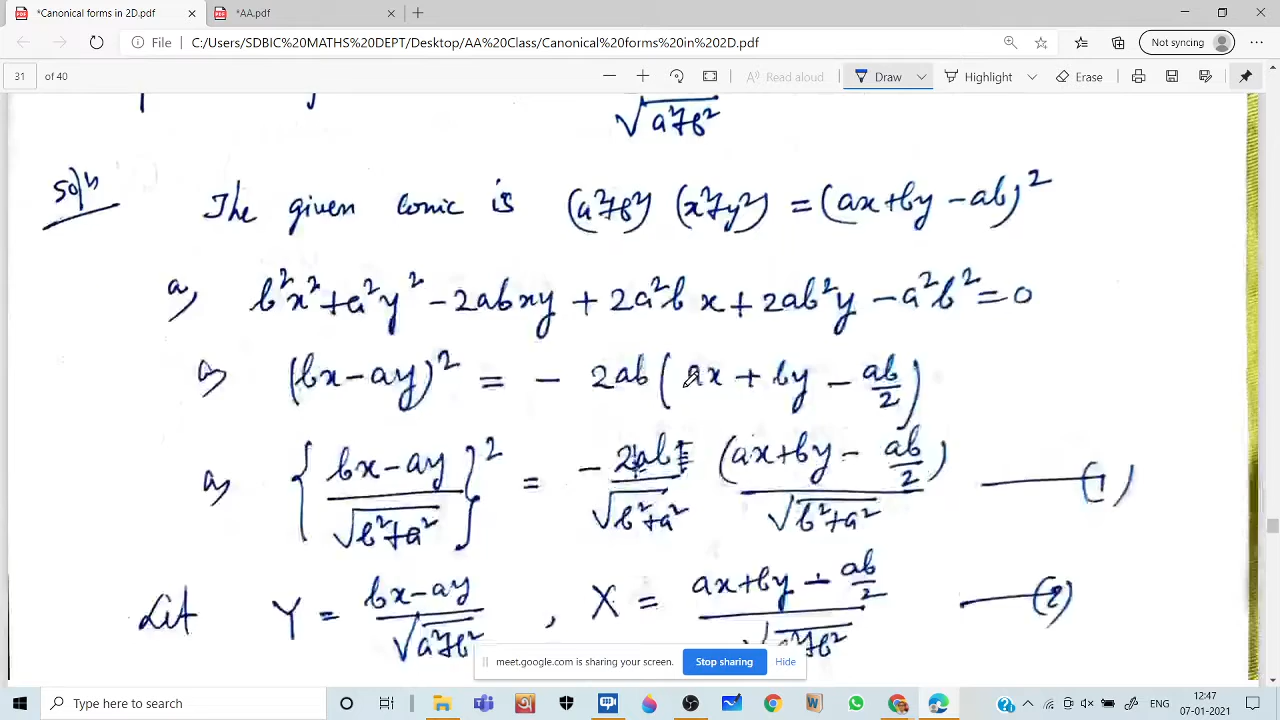 *Canonical forms in 2D.pdf
*AA.pdf
File C:/Users/SDBIC%20MATHS%20DEPT/Desktop/AA%20Class/Canonical%20forms%20in%202D.pdf
Not syncing
31 of 40
Read aloud
Draw
Highlight
Erase
√(a²+b²)
Solⁿ The given conic is (a²+b²) (x²+y²) = (ax+by-ab)²
a, b²x²+a²y²-2abxy+2a²bx+2ab²y-a²b²=0
a, (bx-ay)² = -2ab(ax+by-ab/2)
a, {(bx-ay)/√(b²+a²)}² = -2ab/√(b²+a²) (ax+by-ab/2)/√(b²+a²) —(1)
Let Y = (bx-ay)/√(a²+b²), X = (ax+by-ab/2)/√(a²+b²) —(2)
meet.google.com is sharing your screen.
Stop sharing
Hide
Type here to search
ENG
12:47
07-01-2021